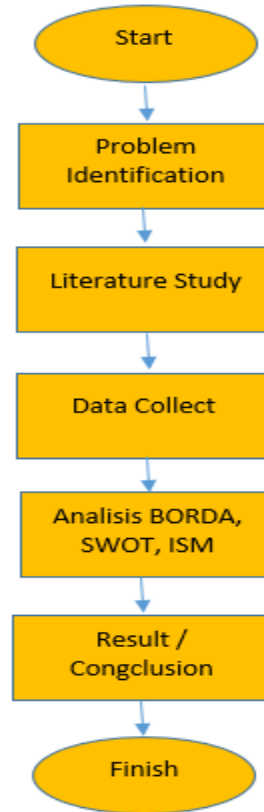 Start
Problem
Identification
Literature Study
Data Collect
Analisis BORDA,
SWOT, ISM
Result /
Congclusion
Finish